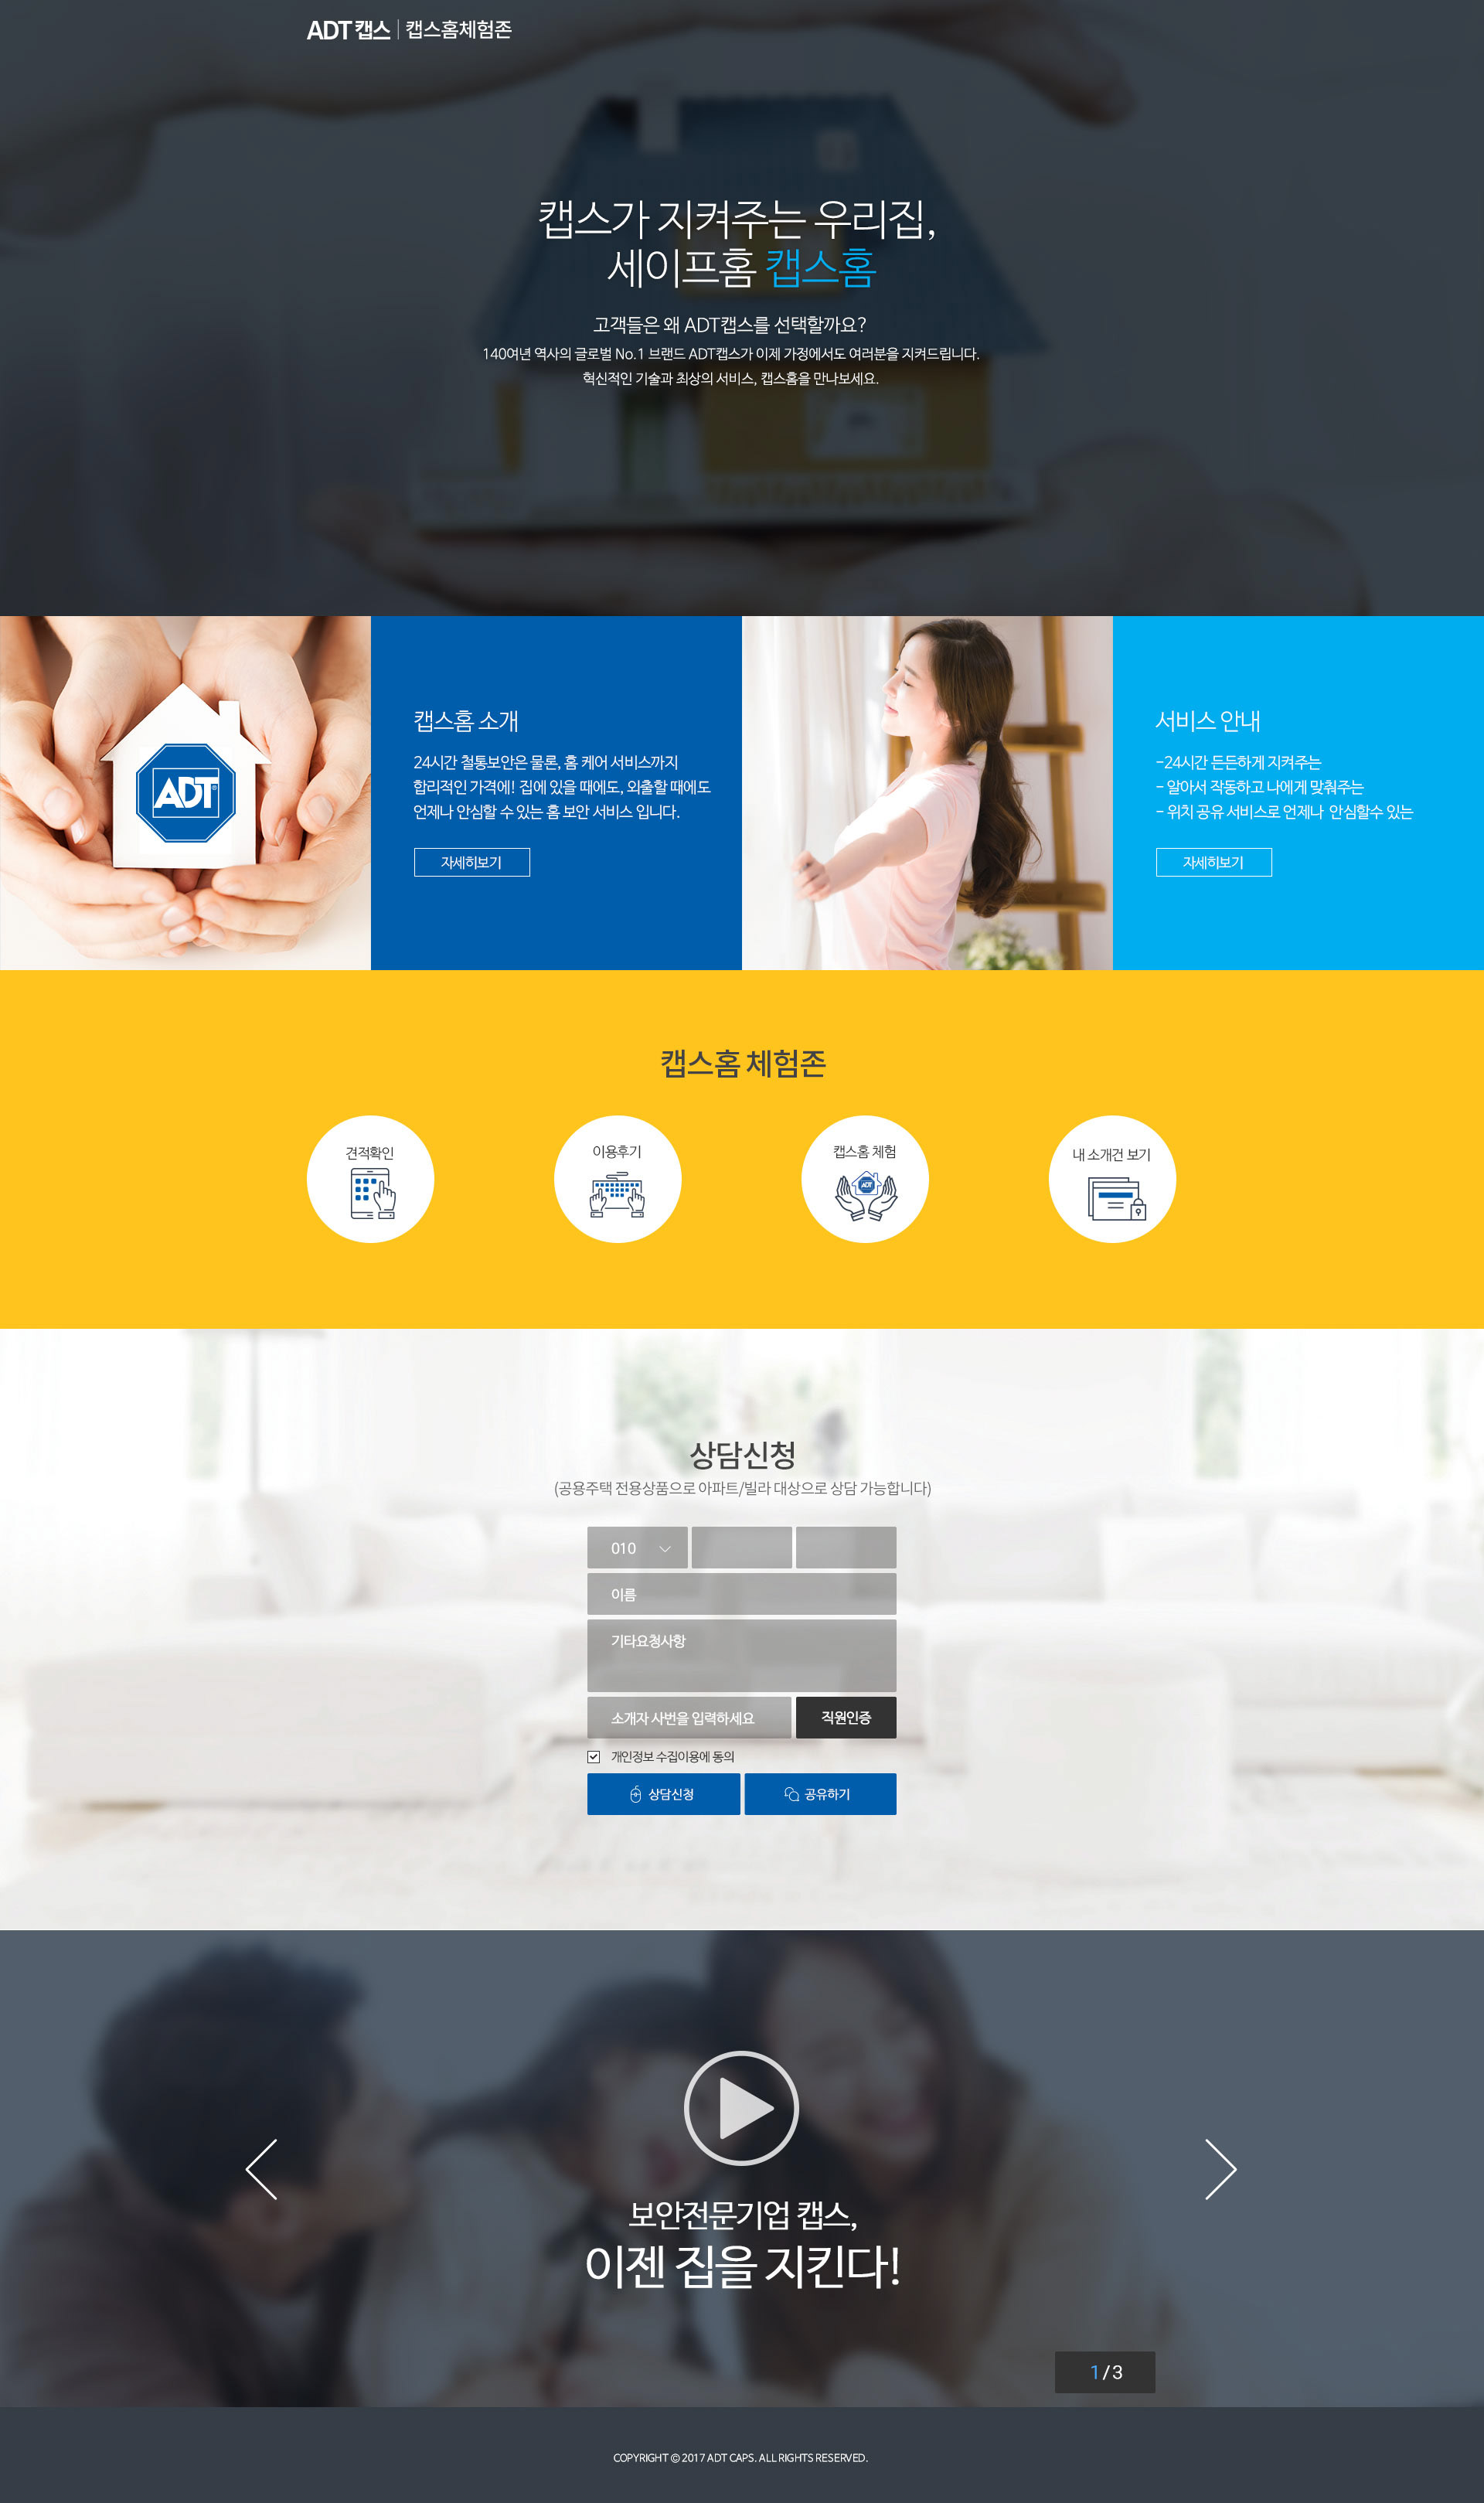 ADT 캡스 | 캡스홈체험존
캡스가 지켜주는 우리집,
세이프홈 캡스홈
고객들은 왜 ADT캡스를 선택할까요?
140여년 역사의 글로벌 No.1 브랜드 ADT캡스가 이제 가정에서도 여러분을 지켜드립니다.
혁신적인 기술과 최상의 서비스, 캡스홈을 만나보세요.
ADT
캡스홈 소개
24시간 철통보안은 물론, 홈 케어 서비스까지
합리적인 가격에! 집에 있을 때에도, 외출할 때에도
언제나 안심할 수 있는 홈 보안 서비스 입니다.
자세히보기
서비스 안내
-24시간 든든하게 지켜주는
- 알아서 작동하고 나에게 맞춰주는
- 위치 공유 서비스로 언제나 안심할수 있는
자세히보기
캡스홈 체험존
견적확인
이용후기
캡스홈 체험
ADT
내 소개건 보기
상담신청
(공용주택 전용상품으로 아파트/빌라 대상으로 상담 가능합니다)
010
이름
기타요청사항
소개자 사번을 입력하세요
직원인증
개인정보 수집이용에 동의
상담신청
공유하기
보안전문기업 캡스,
이젠 집을 지킨다!
1/3
COPYRIGHT © 2017 ADT CAPS. ALL RIGHTS RESERVED.